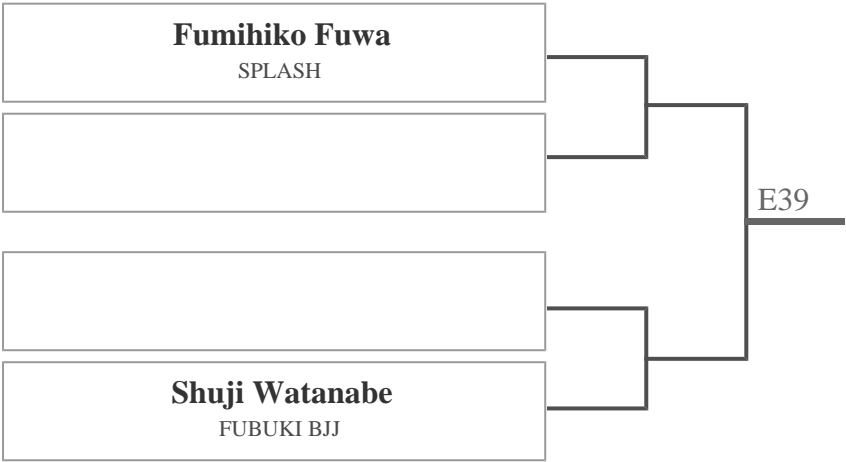 Fumihiko Fuwa
SPLASH
E39
Shuji Watanabe
FUBUKI BJJ